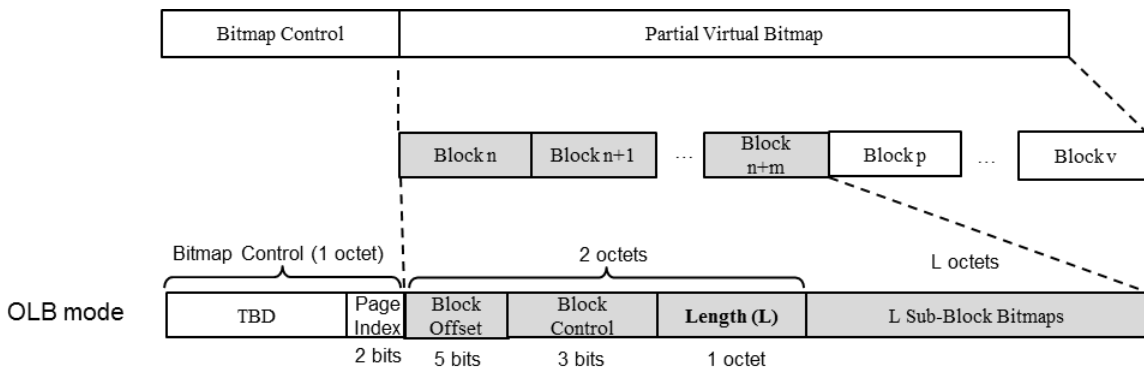 Bitmap Control Partial Virtual Bitmap
Block n Block n+1 ... Block n+m Block p ... Block v
Bitmap Control (1 octet) 2 octets L octets
OLB mode TBD Page Index Block Offset Block Control Length (L) L Sub-Block Bitmaps
2 bits 5 bits 3 bits 1 octet